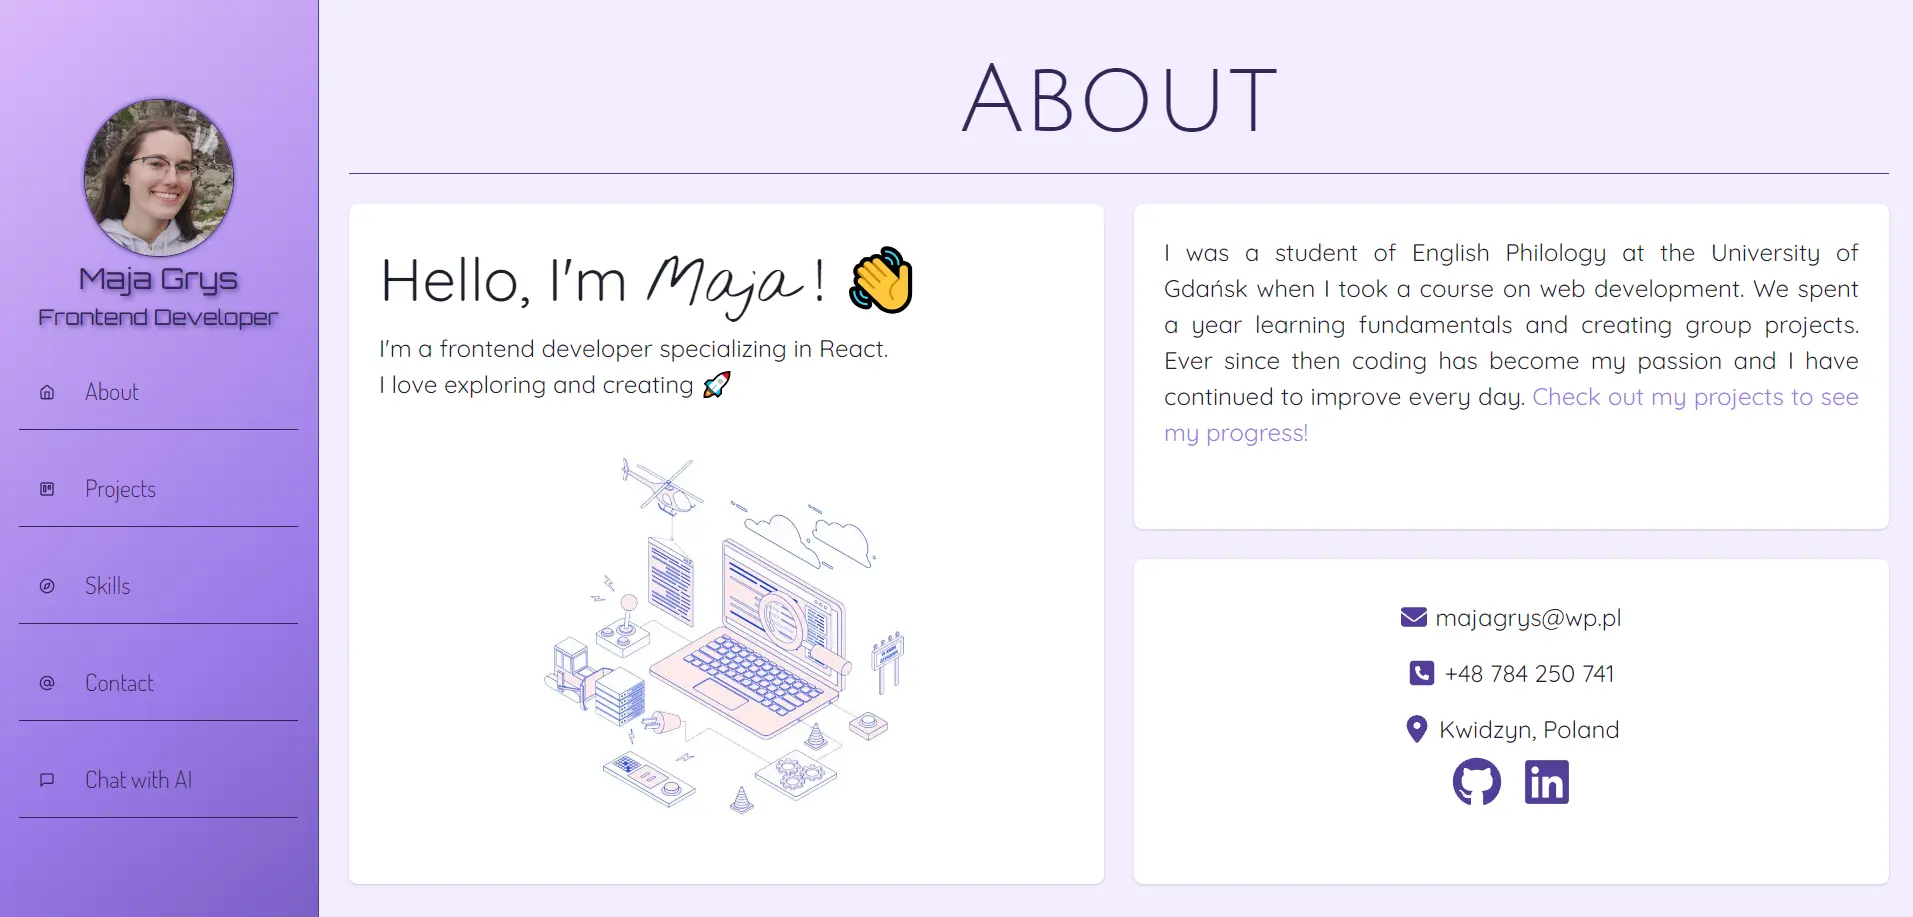 Maja Grys
Frontend Developer
About
Projects
Skills
Contact
Chat with AI
ABOUT
Hello, I'm Maja! 👋
I'm a frontend developer specializing in React.
I love exploring and creating 🚀
I was a student of English Philology at the University of
Gdańsk when I took a course on web development. We spent
a year learning fundamentals and creating group projects.
Ever since then coding has become my passion and I have
continued to improve every day. Check out my projects to see
my progress!
majagrys@wp.pl
+48 784 250 741
Kwidzyn, Poland
in